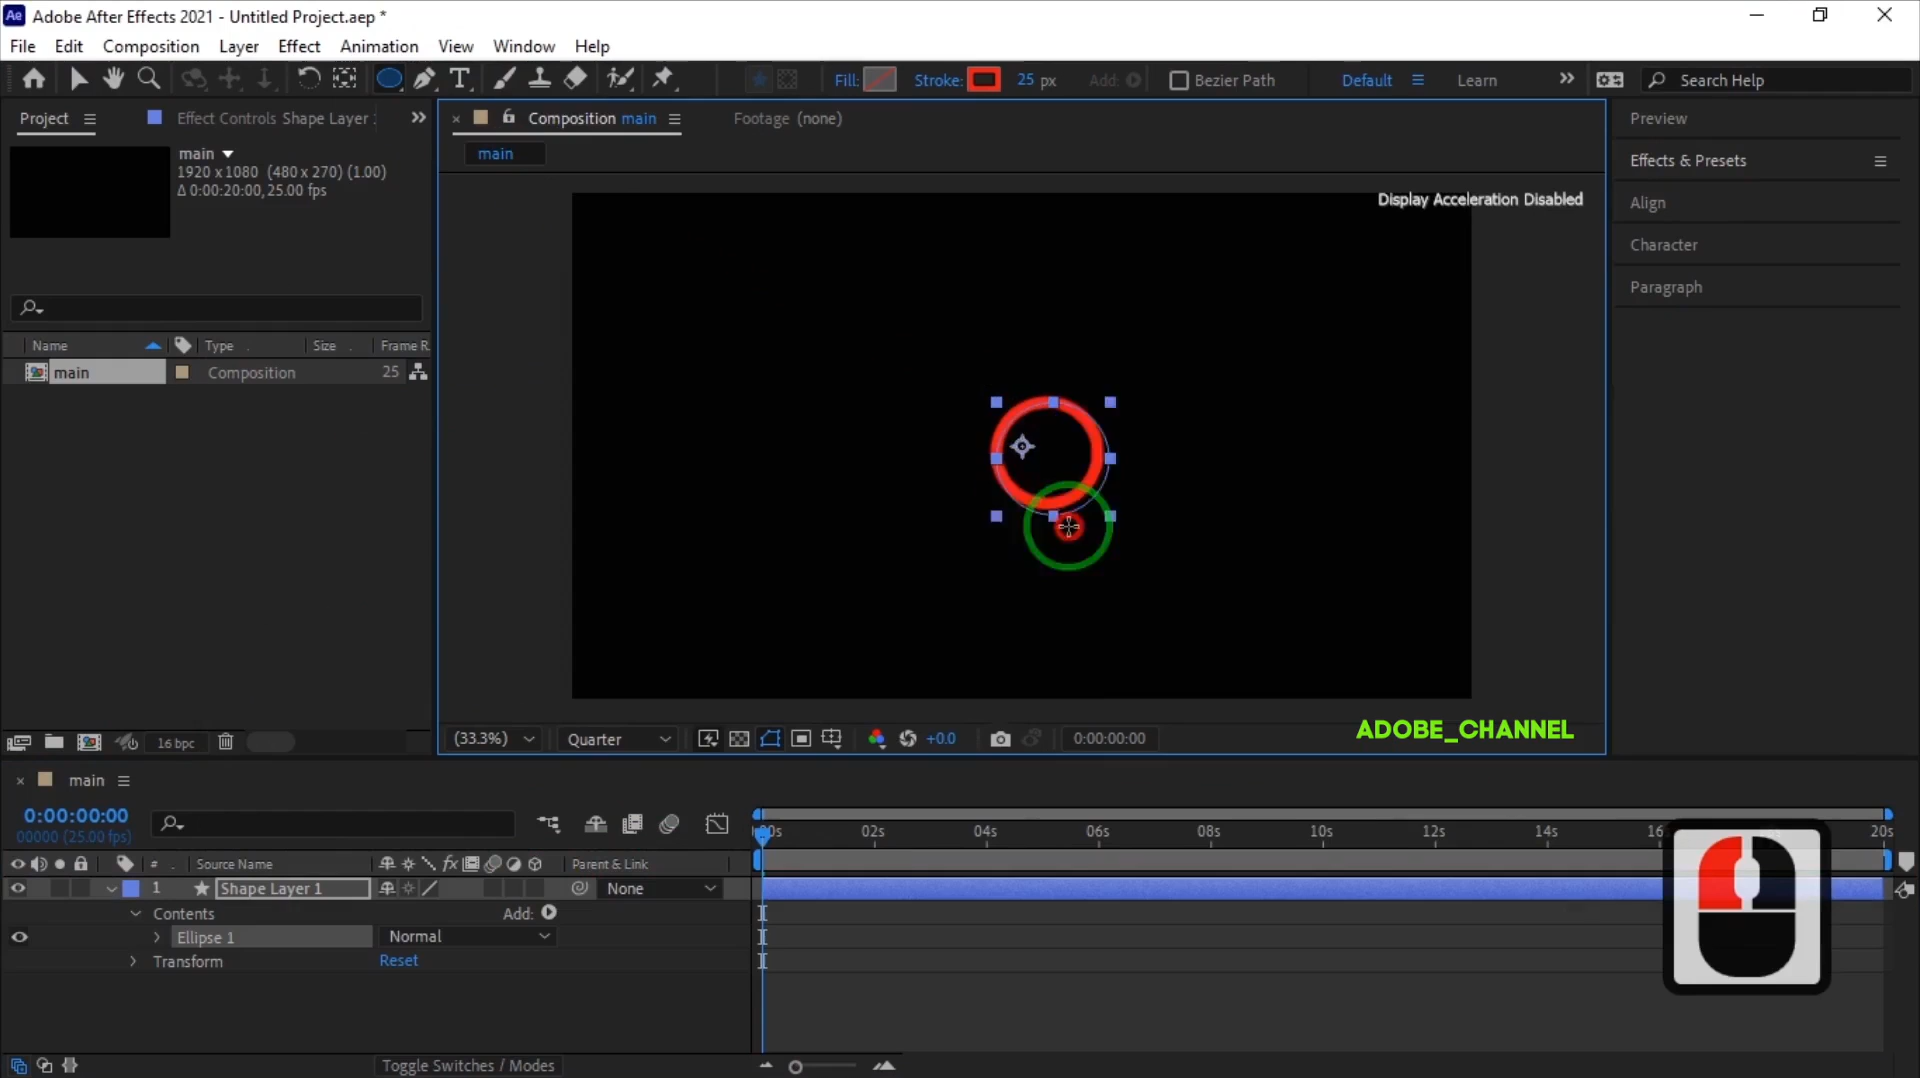 Ae Adobe After Effects 2021 - Untitled Project.aep *
File Edit Composition Layer Effect Animation View Window Help
T Fill: Stroke: 25 px Add: Bezier Path Default Learn Search Help
Project Effect Controls Shape Layer
Composition main Footage (none)
Preview
main
1920 x 1080 (480 x 270) (1.00)
Δ 0:00:20:00, 25.00 fps
main
Effects & Presets
Display Acceleration Disabled
Align
Character
Paragraph
Name Type Size Frame R
main Composition 25
16 bpc
(33.3%) Quarter +0.0 0:00:00:00
ADOBE_CHANNEL
main
0:00:00:00
00000 (25.00 fps)
02s 04s 06s 08s 10s 12s 14s 20s
# Source Name fx Parent & Link
1 Shape Layer 1 None
Contents Add:
Ellipse 1 Normal
Transform Reset
Toggle Switches / Modes